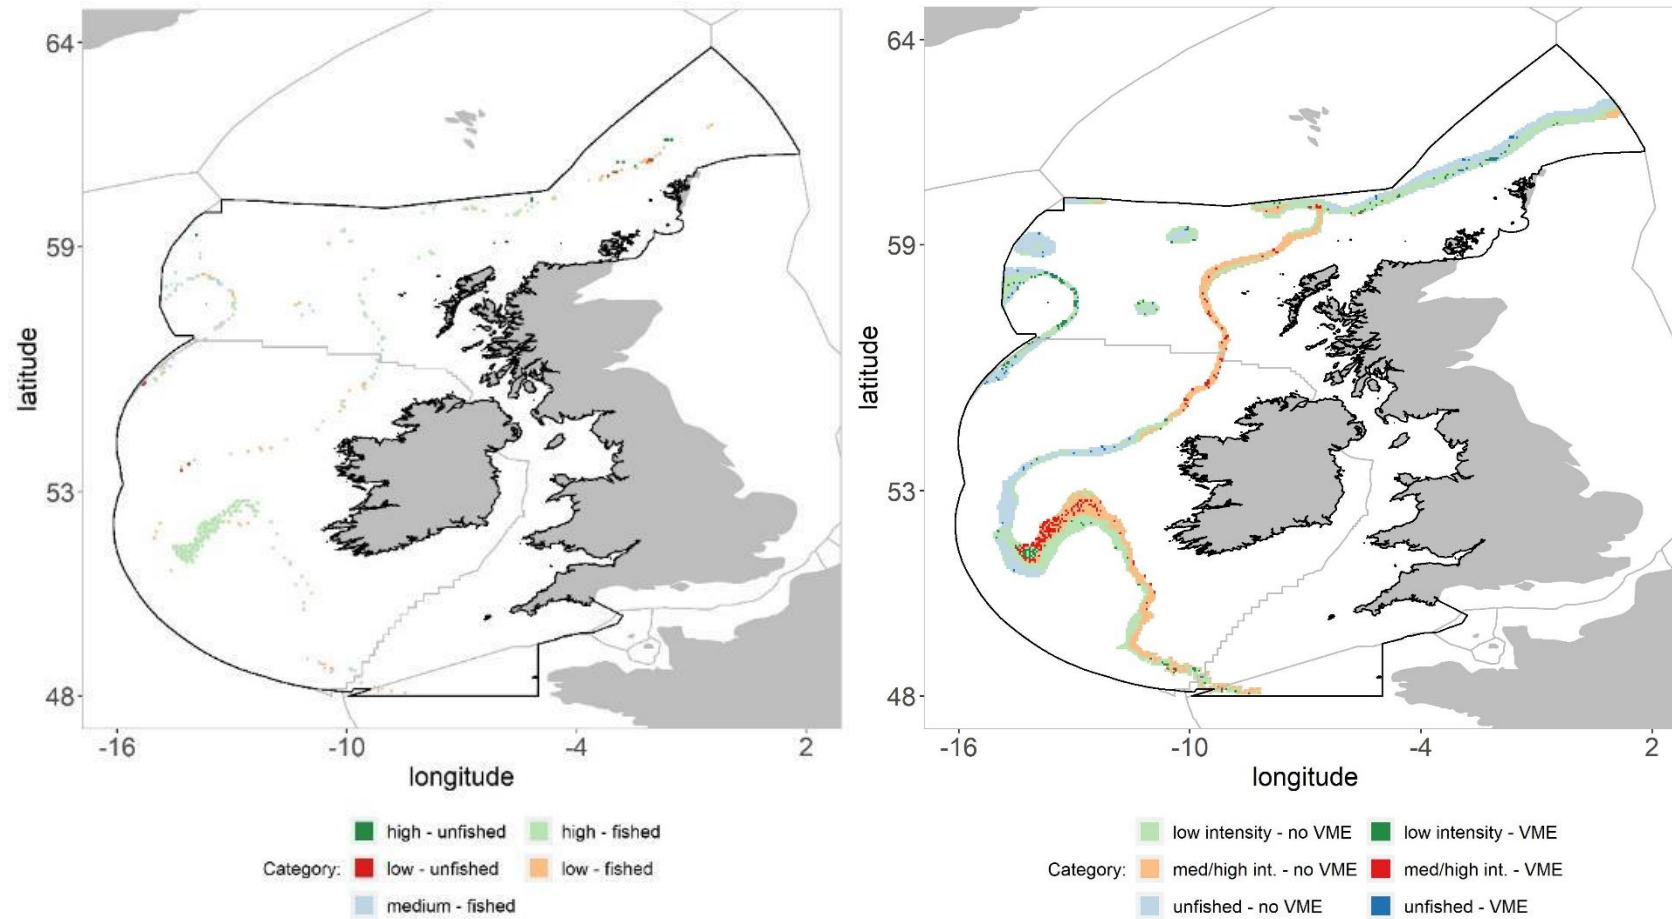 64
59
53
48
latitude
-16 -10 -4 2
longitude
high - unfished high - fished
Category: low - unfished low - fished
medium - fished
64
59
53
48
latitude
-16 -10 -4 2
longitude
low intensity - no VME low intensity - VME
Category: med/high int. - no VME med/high int. - VME
unfished - no VME unfished - VME